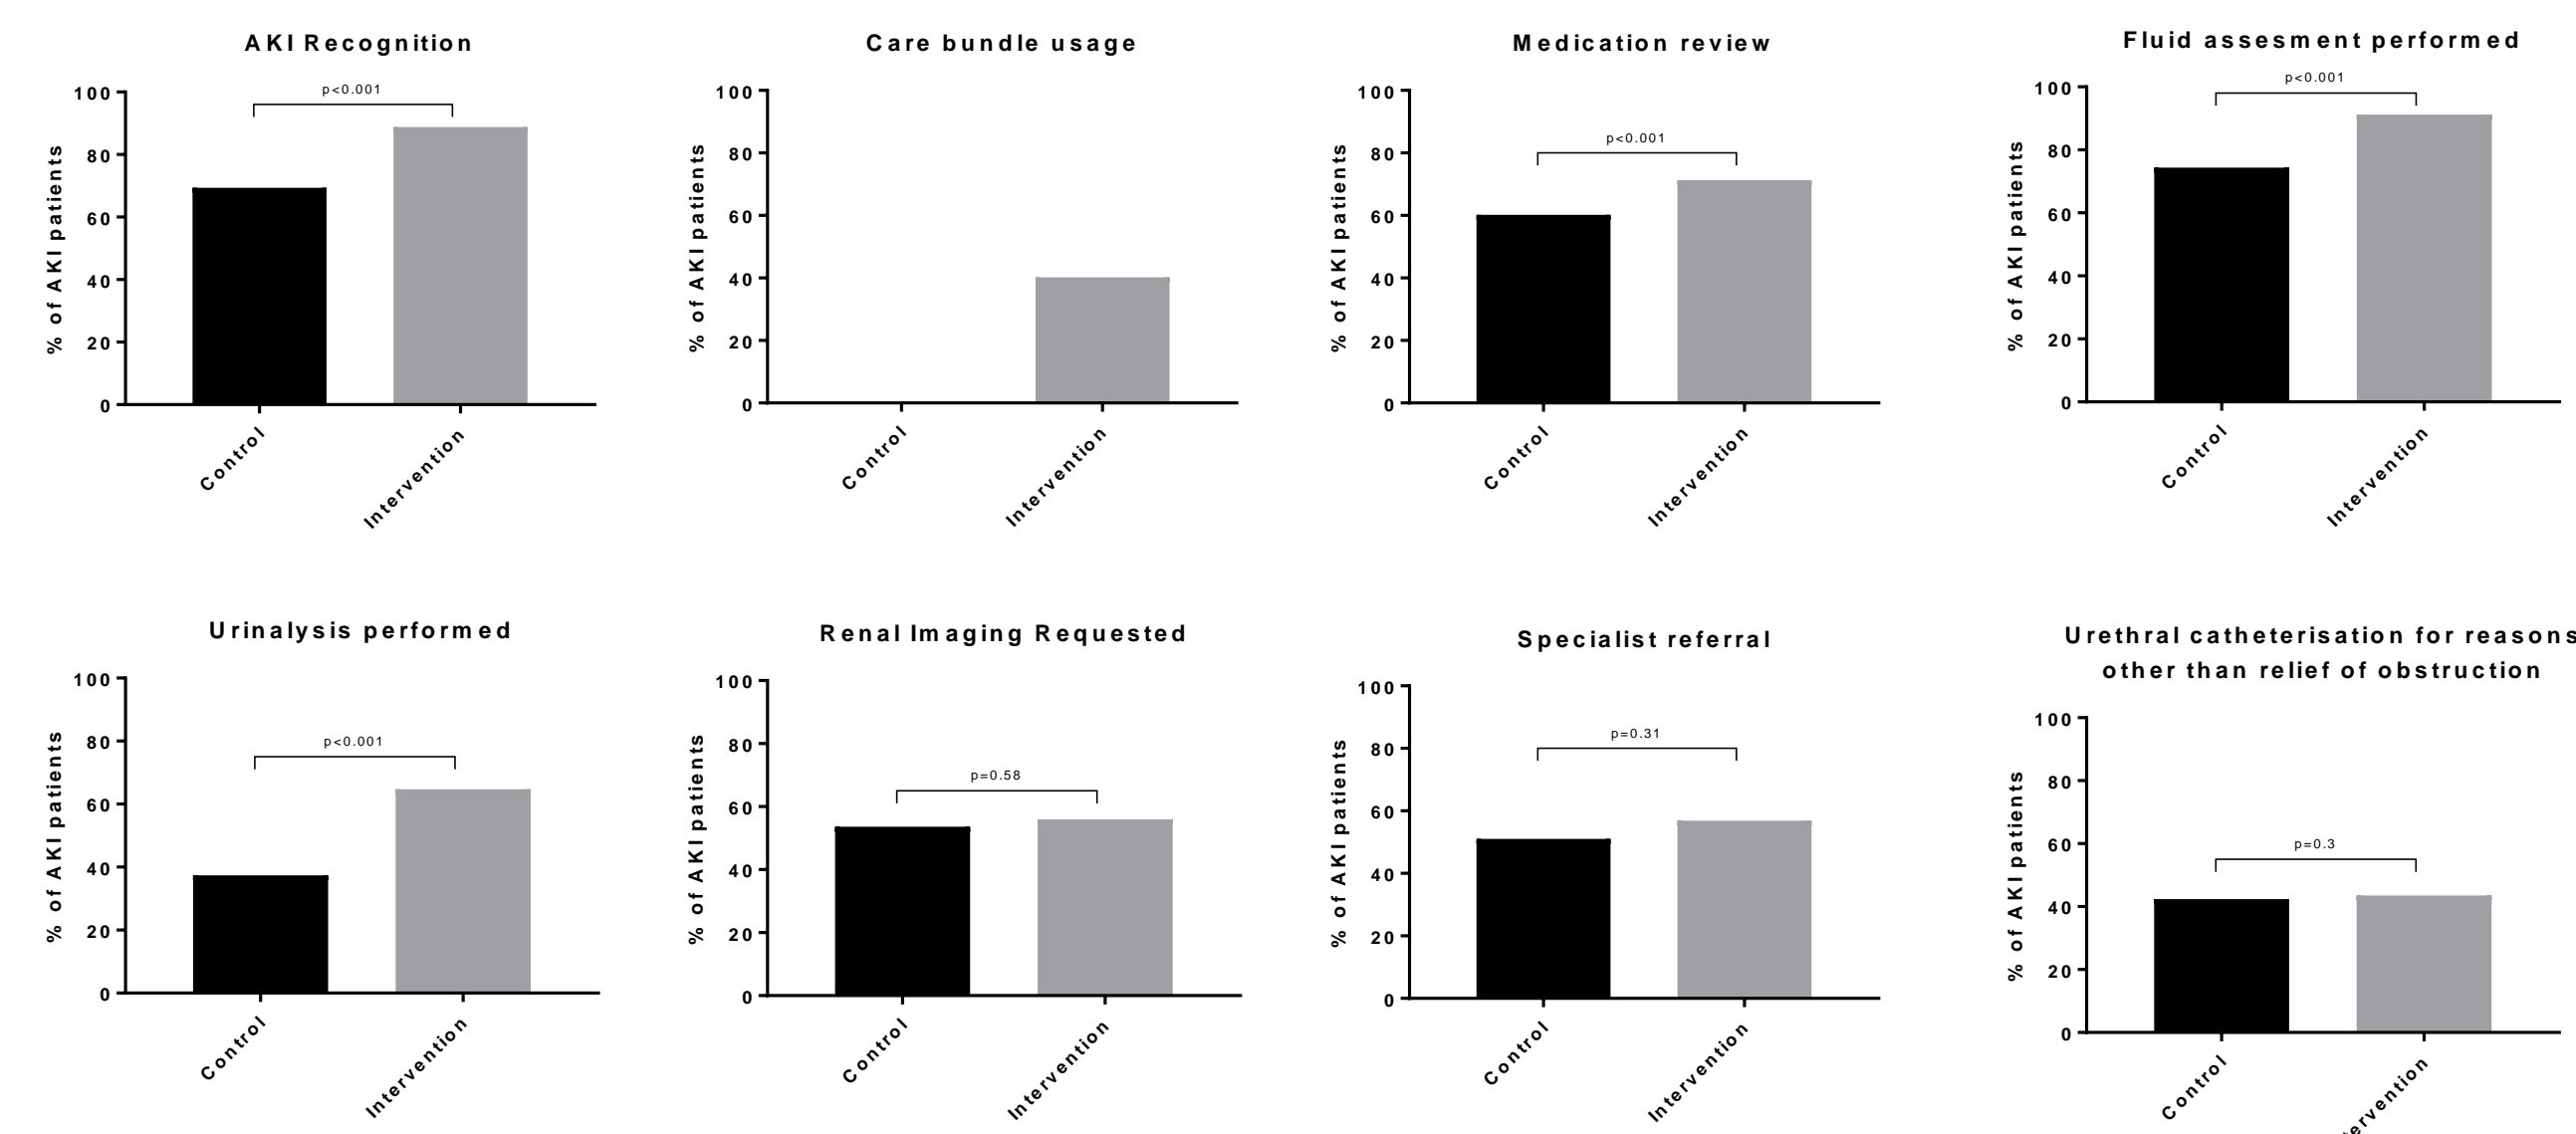 AKI Recognition
p<0.001
% of AKI patients
100
80
60
40
20
0
Control
Intervention
Care bundle usage
% of AKI patients
100
80
60
40
20
0
Control
Intervention
Medication review
p<0.001
% of AKI patients
100
80
60
40
20
0
Control
Intervention
Fluid assesment performed
p<0.001
% of AKI patients
100
80
60
40
20
0
Control
Intervention
Urinalysis performed
p<0.001
% of AKI patients
100
80
60
40
20
0
Control
Intervention
Renal Imaging Requested
p=0.58
% of AKI patients
100
80
60
40
20
0
Control
Intervention
Specialist referral
p=0.31
% of AKI patients
100
80
60
40
20
0
Control
Intervention
Urethral catheterisation for reasons
other than relief of obstruction
p=0.3
% of AKI patients
100
80
60
40
20
0
Control
ervention